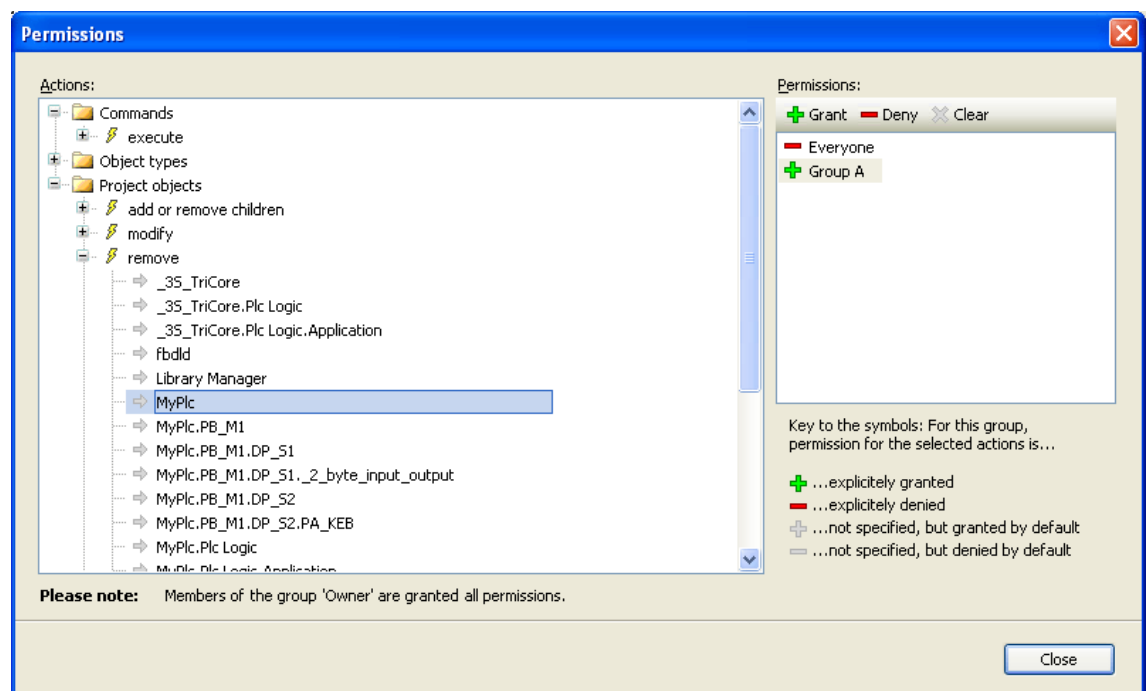 Permissions
Actions:
Commands
execute
Object types
Project objects
add or remove children
modify
remove
_3S_TriCore
_3S_TriCore.Plc Logic
_3S_TriCore.Plc Logic.Application
fbdld
Library Manager
MyPlc
MyPlc.PB_M1
MyPlc.PB_M1.DP_S1
MyPlc.PB_M1.DP_S1._2_byte_input_output
MyPlc.PB_M1.DP_S2
MyPlc.PB_M1.DP_S2.PA_KEB
MyPlc.Plc Logic
MyPlc.Plc Logic.Application
Permissions:
Grant Deny Clear
Everyone
Group A
Key to the symbols: For this group,
permission for the selected actions is...
...explicitely granted
...explicitely denied
...not specified, but granted by default
...not specified, but denied by default
Please note: Members of the group 'Owner' are granted all permissions.
Close